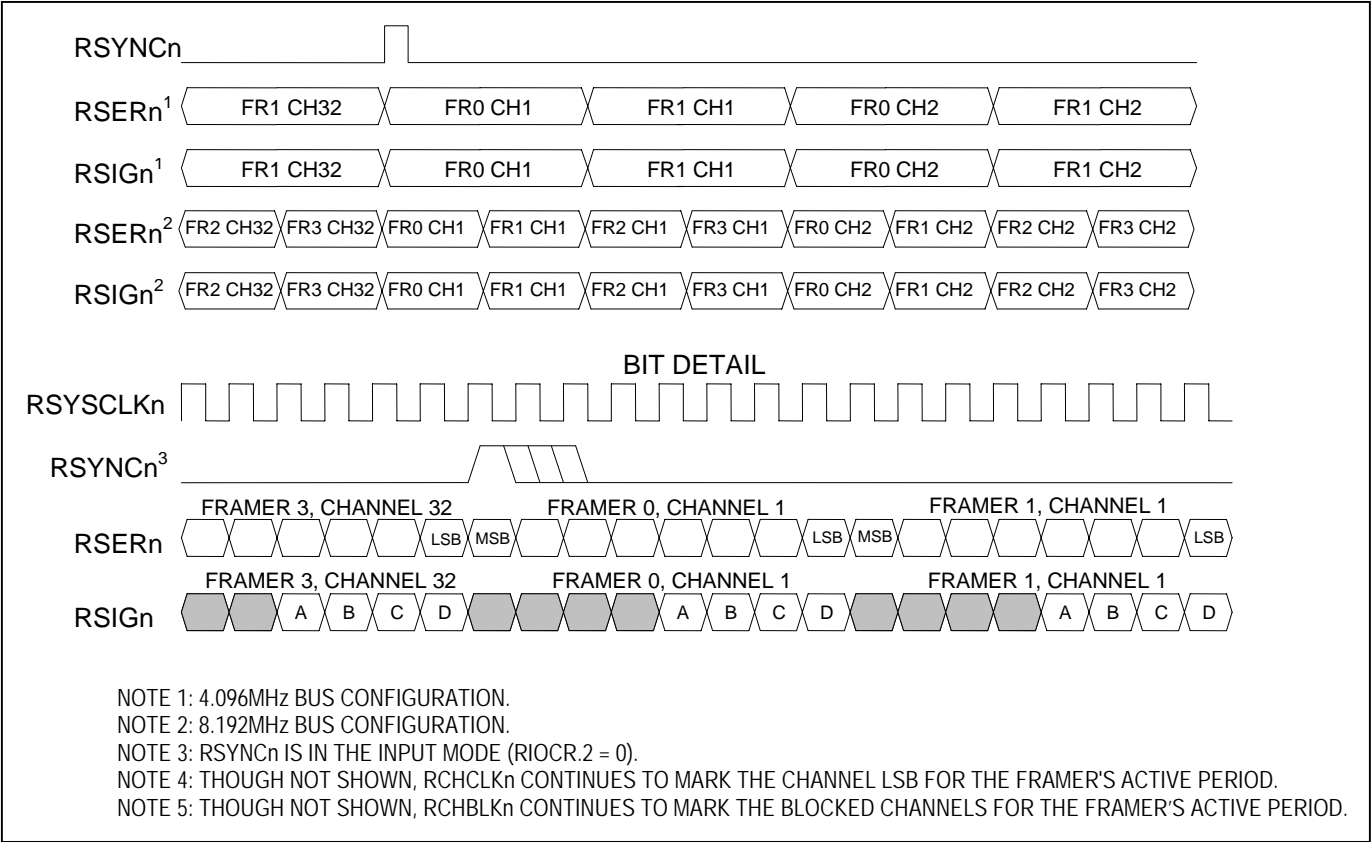 RSYNCn
RSERn1 FR1 CH32 FR0 CH1 FR1 CH1 FR0 CH2 FR1 CH2
RSIGn1 FR1 CH32 FR0 CH1 FR1 CH1 FR0 CH2 FR1 CH2
RSERn2 FR2 CH32 FR3 CH32 FR0 CH1 FR1 CH1 FR2 CH1 FR3 CH1 FR0 CH2 FR1 CH2 FR2 CH2 FR3 CH2
RSIGn2 FR2 CH32 FR3 CH32 FR0 CH1 FR1 CH1 FR2 CH1 FR3 CH1 FR0 CH2 FR1 CH2 FR2 CH2 FR3 CH2
BIT DETAIL
RSYSCLKn
RSYNCn3
FRAMER 3, CHANNEL 32 FRAMER 0, CHANNEL 1 FRAMER 1, CHANNEL 1
RSERn LSB MSB LSB MSB LSB
FRAMER 3, CHANNEL 32 FRAMER 0, CHANNEL 1 FRAMER 1, CHANNEL 1
RSIGn A B C D A B C D A B C D
NOTE 1: 4.096MHz BUS CONFIGURATION.
NOTE 2: 8.192MHz BUS CONFIGURATION.
NOTE 3: RSYNCn IS IN THE INPUT MODE (RIOCR.2 = 0).
NOTE 4: THOUGH NOT SHOWN, RCHCLKn CONTINUES TO MARK THE CHANNEL LSB FOR THE FRAMER'S ACTIVE PERIOD.
NOTE 5: THOUGH NOT SHOWN, RCHBLKn CONTINUES TO MARK THE BLOCKED CHANNELS FOR THE FRAMER’S ACTIVE PERIOD.